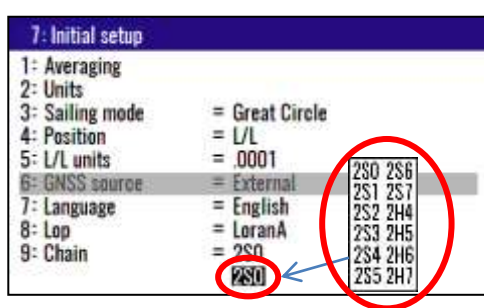 7: Initial setup
1: Averaging
2: Units
3: Sailing mode = Great Circle
4: Position = L/L
5: L/L units = .0001
6: GNSS source = External
7: Language = English
8: Lop = LoranA
9: Chain = 2S0
2S0
2S0 2S6
2S1 2S7
2S2 2H4
2S3 2H5
2S4 2H6
2S5 2H7